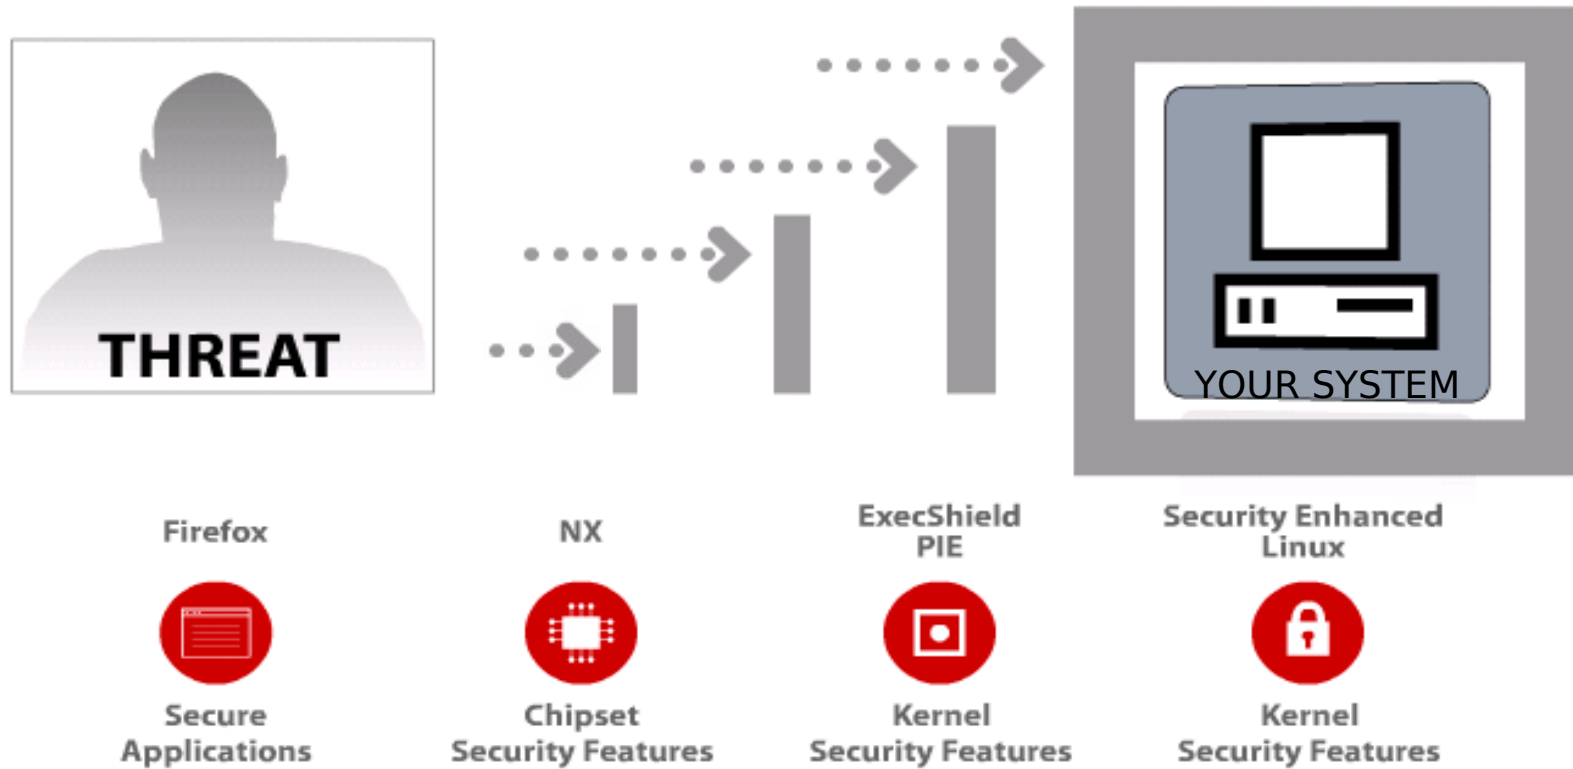 THREAT
YOUR SYSTEM
Firefox
NX
ExecShield
PIE
Security Enhanced
Linux
Secure
Applications
Chipset
Security Features
Kernel
Security Features
Kernel
Security Features